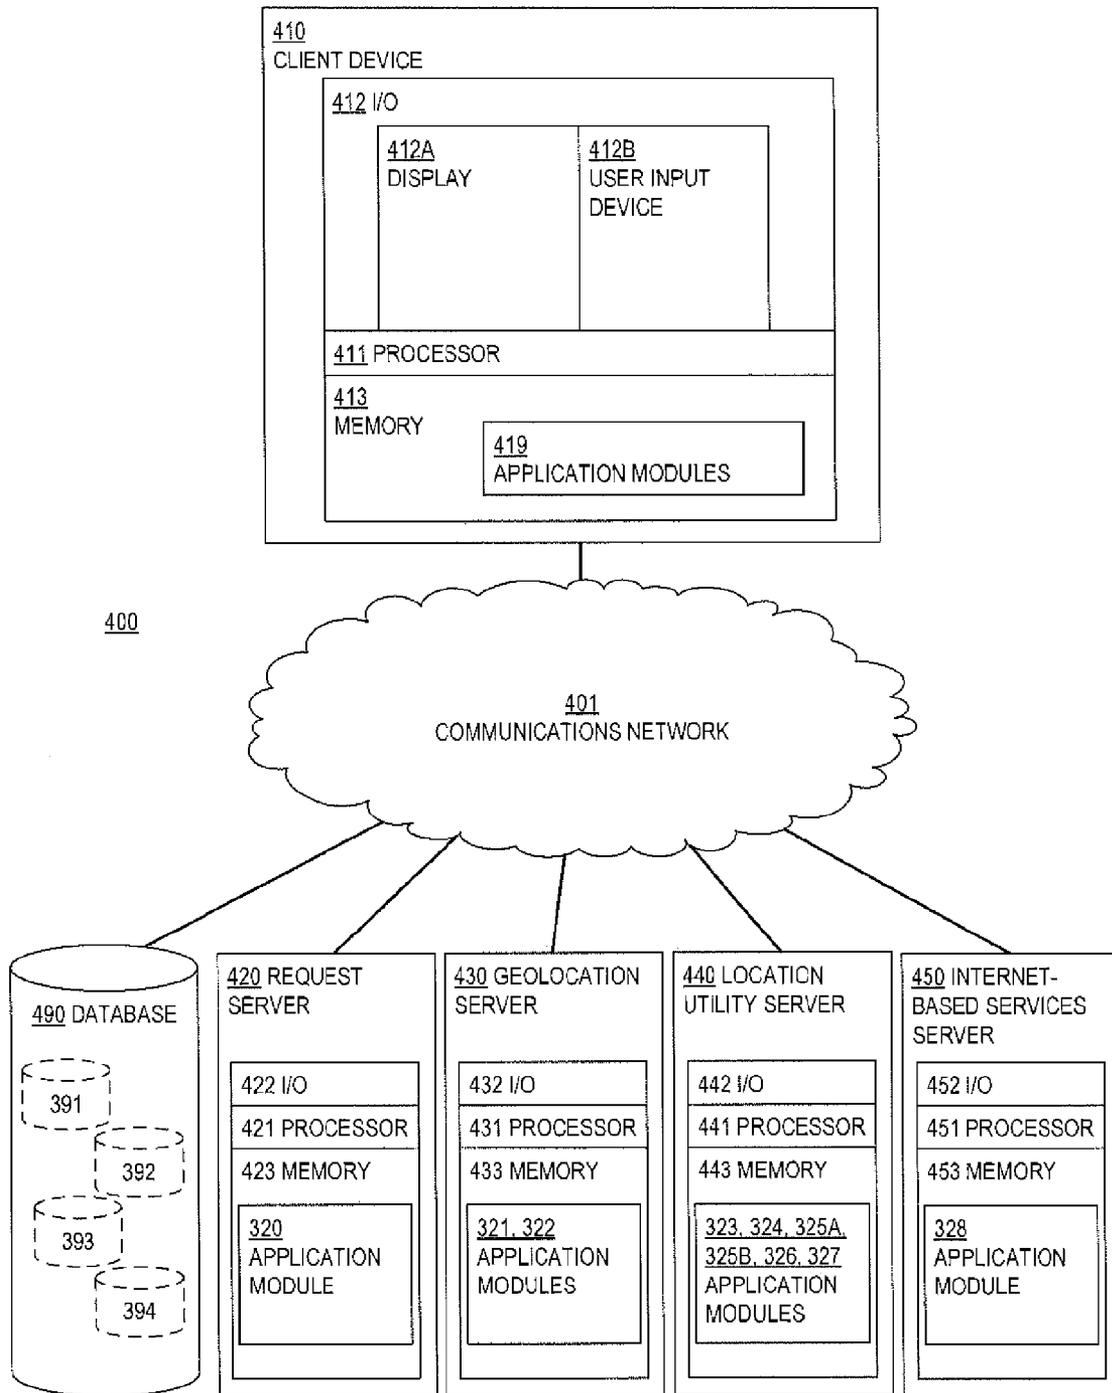 410
CLIENT DEVICE
412 I/O
412A
DISPLAY
412B
USER INPUT
DEVICE
411 PROCESSOR
413
MEMORY
419
APPLICATION MODULES
400
401
COMMUNICATIONS NETWORK
490 DATABASE
391
392
393
394
420 REQUEST
SERVER
422 I/O
421 PROCESSOR
423 MEMORY
320
APPLICATION
MODULE
430 GEOLOCATION
SERVER
432 I/O
431 PROCESSOR
433 MEMORY
321, 322
APPLICATION
MODULES
440 LOCATION
UTILITY SERVER
442 I/O
441 PROCESSOR
443 MEMORY
323, 324, 325A,
325B, 326, 327
APPLICATION
MODULES
450 INTERNET-
BASED SERVICES
SERVER
452 I/O
451 PROCESSOR
453 MEMORY
328
APPLICATION
MODULE